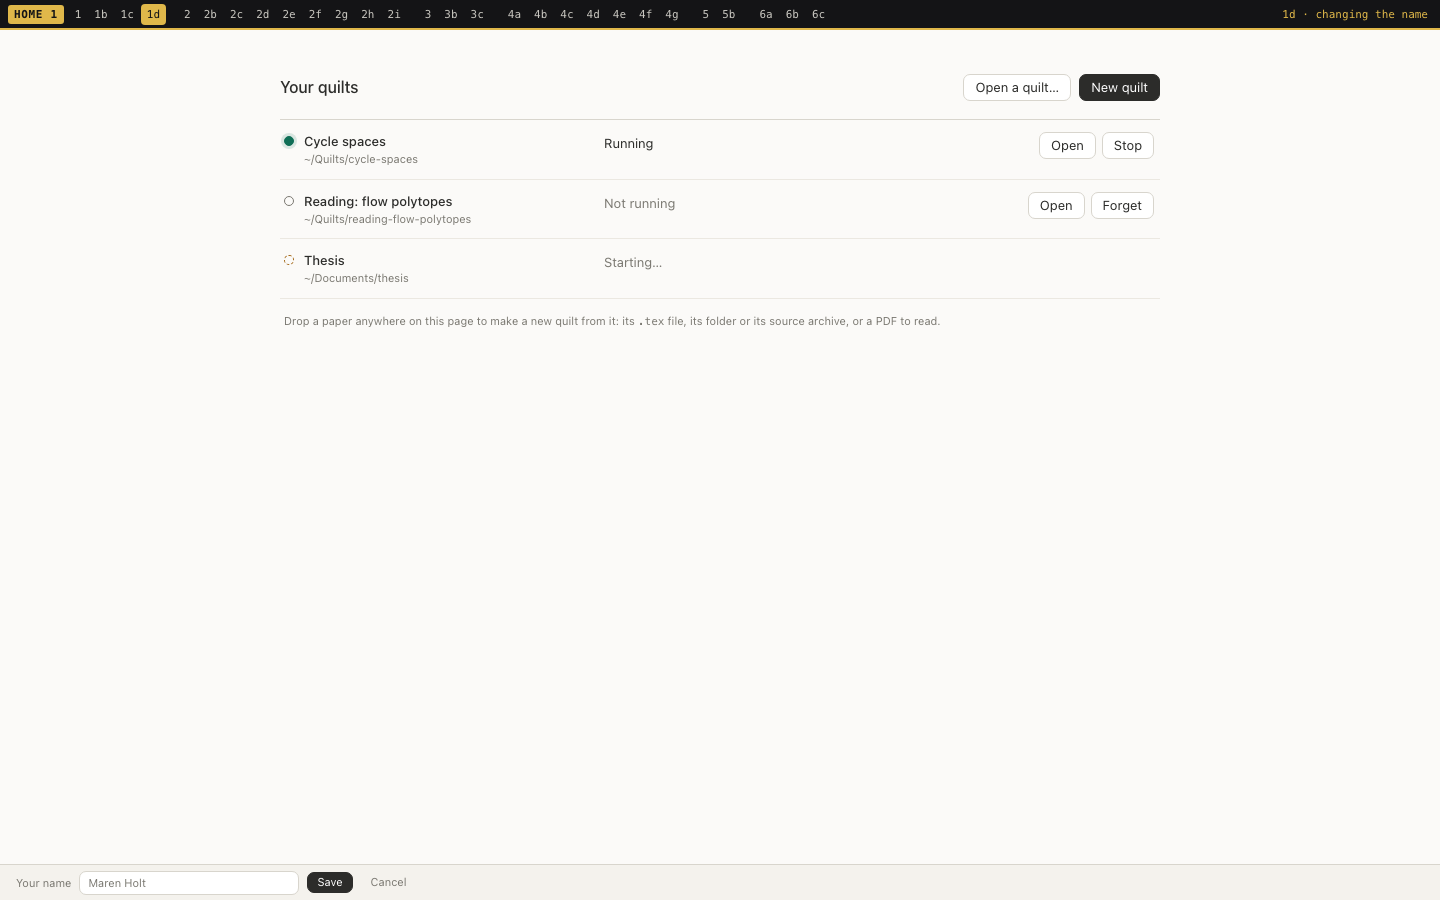 HOME 1 1 1b 1c 1d 2 2b 2c 2d 2e 2f 2g 2h 2i 3 3b 3c 4a 4b 4c 4d 4e 4f 4g 5 5b 6a 6b 6c 1d · changing the name
Your quilts Open a quilt… New quilt
Cycle spaces Running Open Stop
~/Quilts/cycle-spaces
Reading: flow polytopes Not running Open Forget
~/Quilts/reading-flow-polytopes
Thesis Starting…
~/Documents/thesis
Drop a paper anywhere on this page to make a new quilt from it: its .tex file, its folder or its source archive, or a PDF to read.
Your name Maren Holt Save Cancel